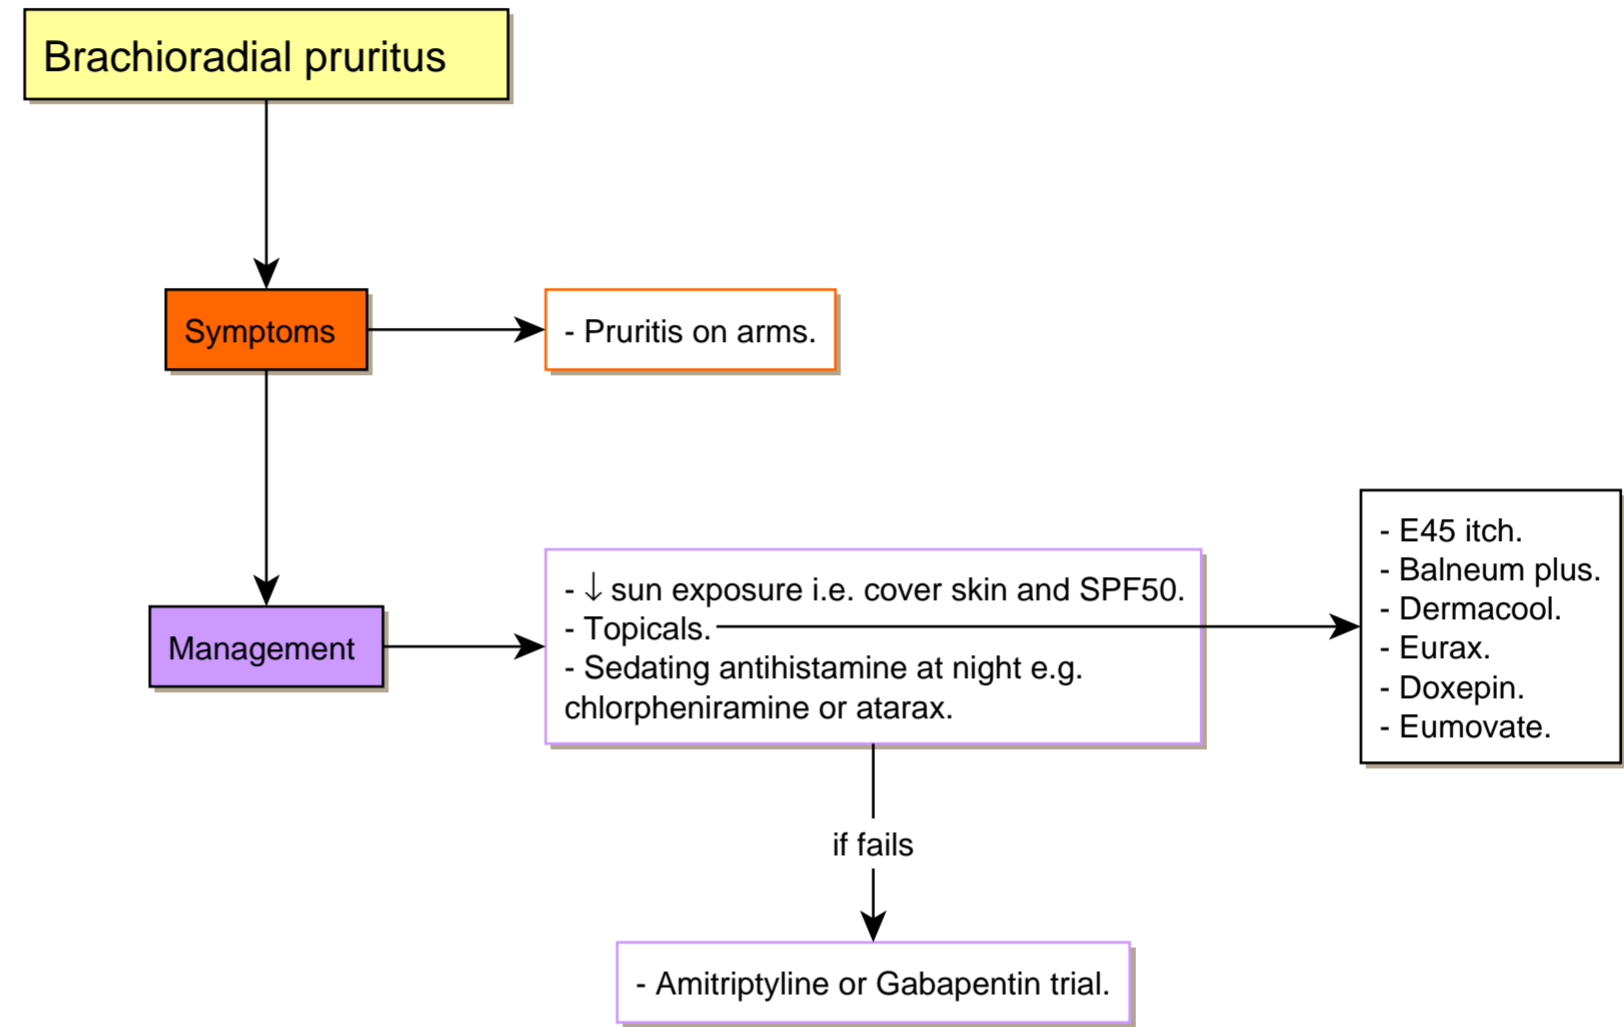 Brachioradial pruritus
Symptoms
- Pruritis on arms.
Management
- ↓ sun exposure i.e. cover skin and SPF50.
- Topicals.
- Sedating antihistamine at night e.g.
chlorpheniramine or atarax.
- E45 itch.
- Balneum plus.
- Dermacool.
- Eurax.
- Doxepin.
- Eumovate.
if fails
- Amitriptyline or Gabapentin trial.